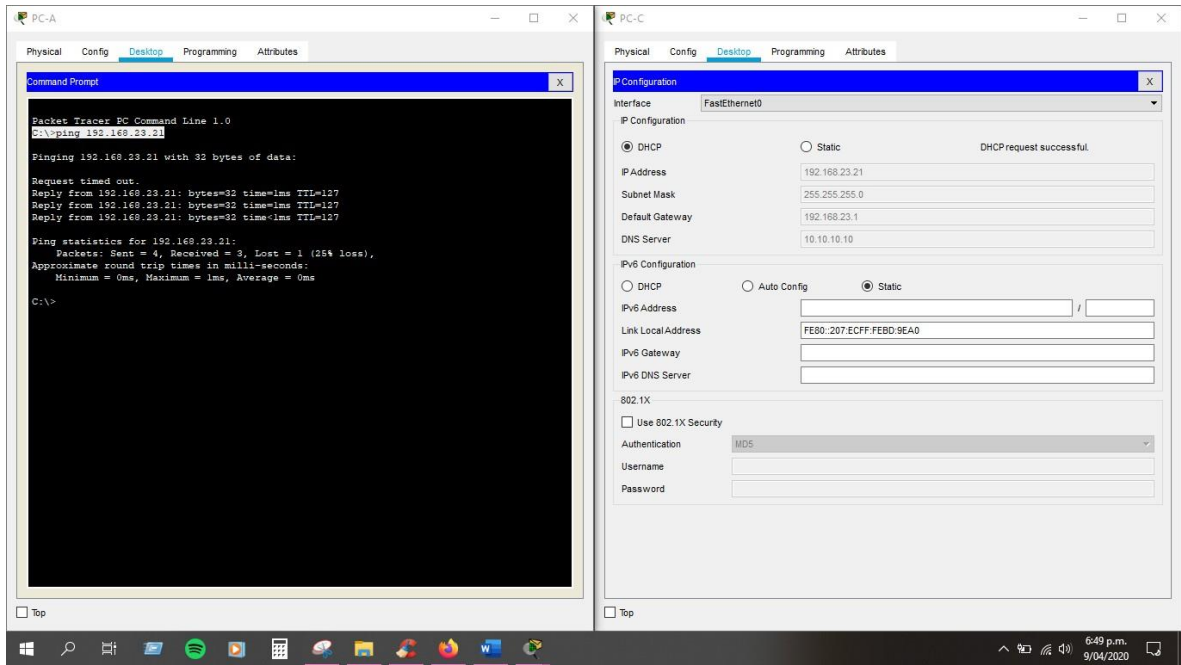 PC-A
Physical Config Desktop Programming Attributes
Command Prompt X
Packet Tracer PC Command Line 1.0
C:\>ping 192.168.23.21
Pinging 192.168.23.21 with 32 bytes of data:
Request timed out.
Reply from 192.168.23.21: bytes=32 time=1ms TTL=127
Reply from 192.168.23.21: bytes=32 time=1ms TTL=127
Reply from 192.168.23.21: bytes=32 time<1ms TTL=127
Ping statistics for 192.168.23.21:
Packets: Sent = 4, Received = 3, Lost = 1 (25% loss),
Approximate round trip times in milli-seconds:
Minimum = 0ms, Maximum = 1ms, Average = 0ms
C:\>
Top
PC-C
Physical Config Desktop Programming Attributes
IP Configuration X
Interface FastEthernet0
IP Configuration
DHCP Static DHCP request successful.
IP Address 192.168.23.21
Subnet Mask 255.255.255.0
Default Gateway 192.168.23.1
DNS Server 10.10.10.10
IPv6 Configuration
DHCP Auto Config Static
IPv6 Address /
Link Local Address FE80::207:ECFF:FEBD:9EA0
IPv6 Gateway
IPv6 DNS Server
802.1X
Use 802.1X Security
Authentication MD5
Username
Password
Top
6:49 p.m.
9/04/2020